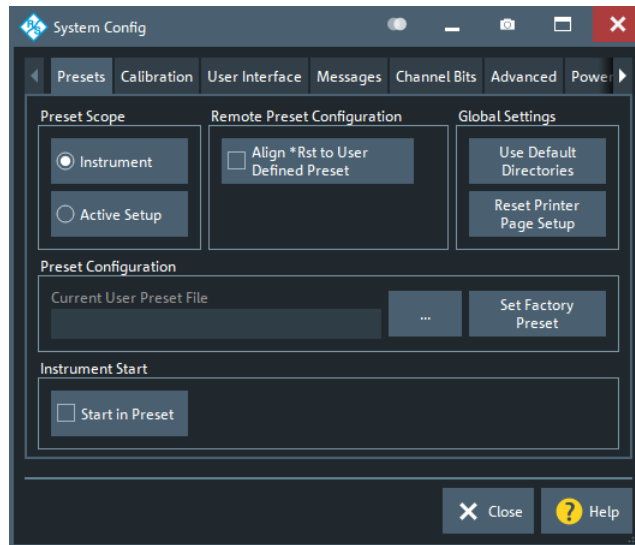 System Config
Presets Calibration User Interface Messages Channel Bits Advanced Power
Preset Scope
Instrument
Active Setup
Remote Preset Configuration
Align *Rst to User
Defined Preset
Global Settings
Use Default
Directories
Reset Printer
Page Setup
Preset Configuration
Current User Preset File
...
Set Factory
Preset
Instrument Start
Start in Preset
Close
? Help